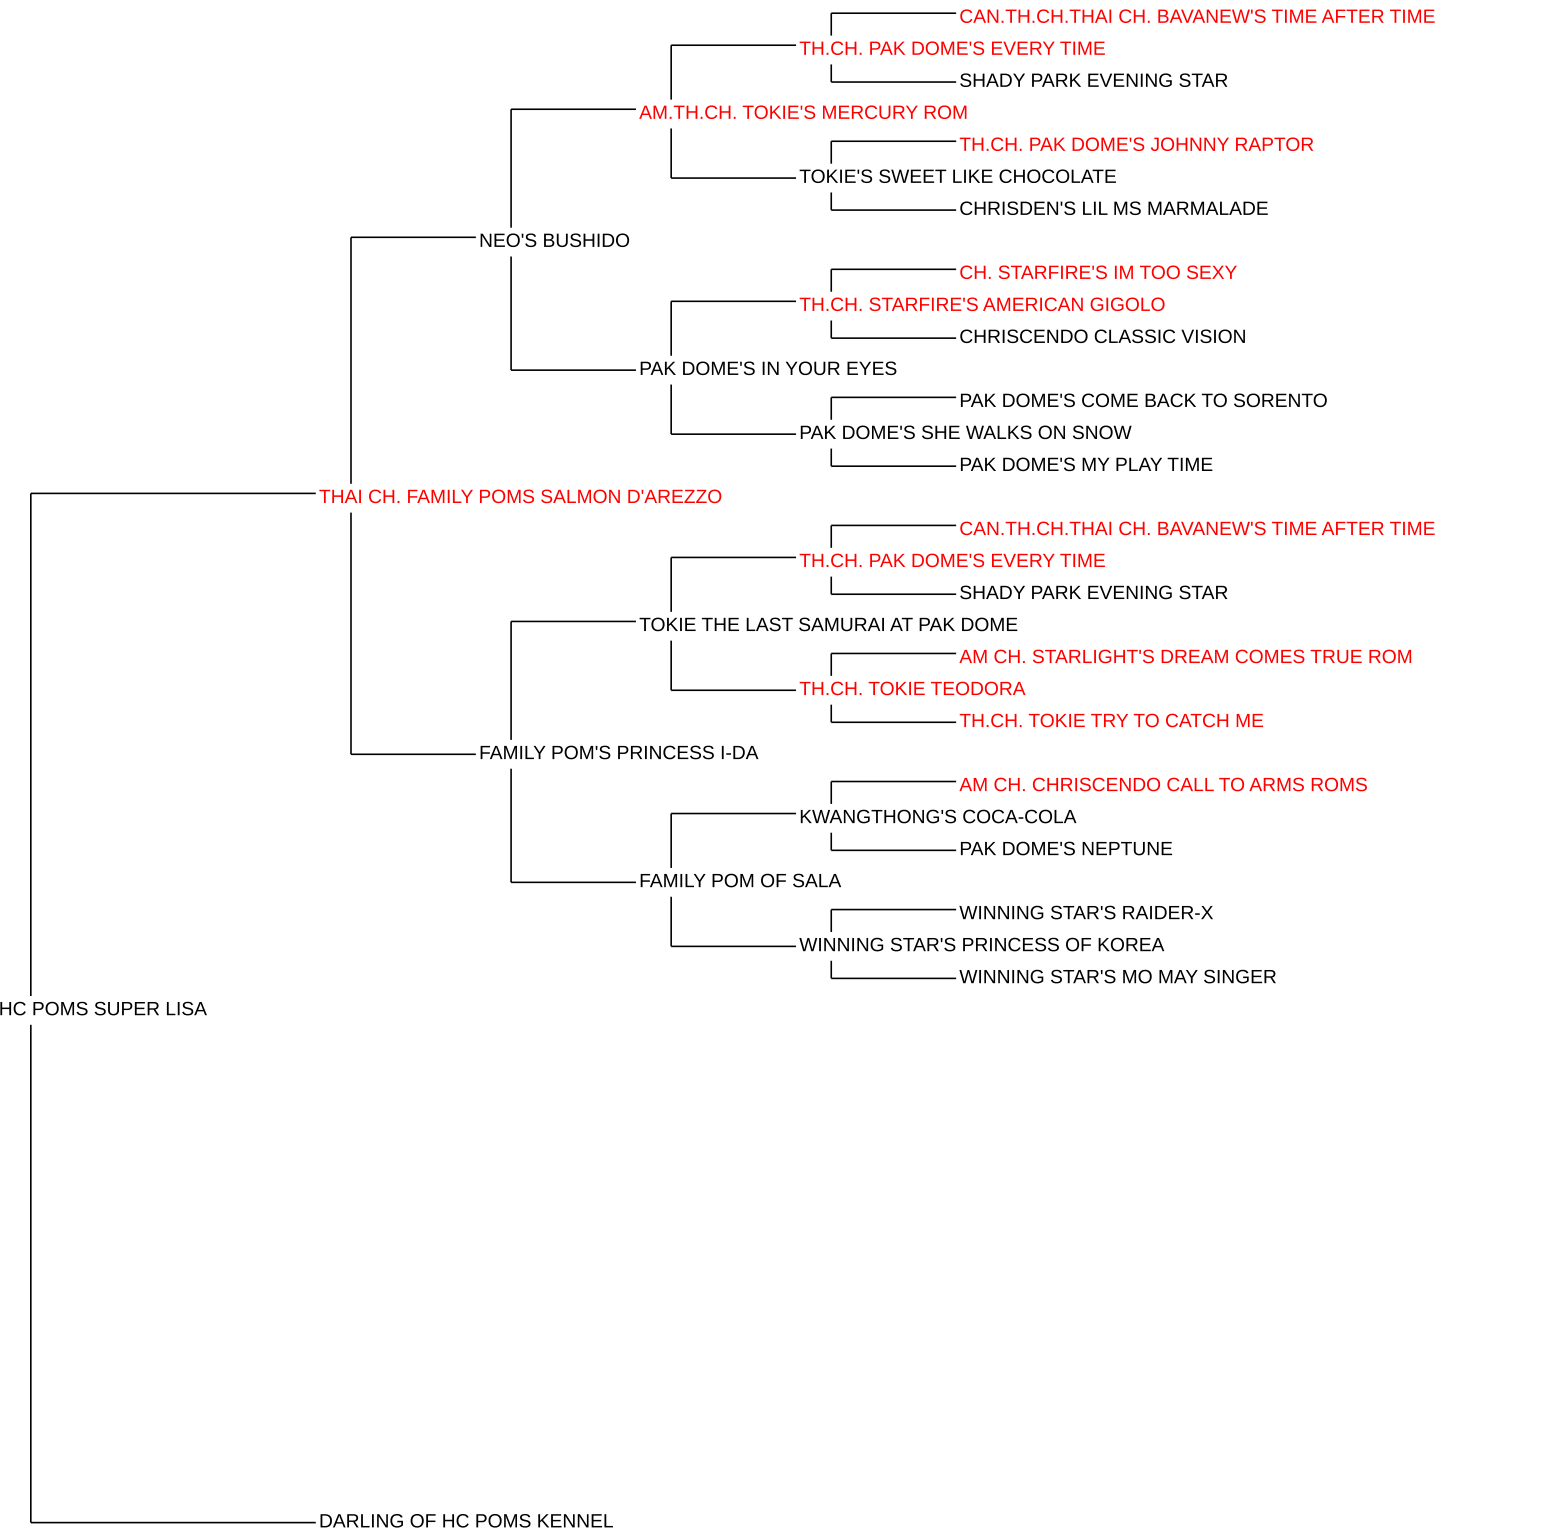 CAN.TH.CH.THAI CH. BAVANEW'S TIME AFTER TIME
TH.CH. PAK DOME'S EVERY TIME
SHADY PARK EVENING STAR
AM.TH.CH. TOKIE'S MERCURY ROM
TH.CH. PAK DOME'S JOHNNY RAPTOR
TOKIE'S SWEET LIKE CHOCOLATE
CHRISDEN'S LIL MS MARMALADE
NEO'S BUSHIDO
CH. STARFIRE'S IM TOO SEXY
TH.CH. STARFIRE'S AMERICAN GIGOLO
CHRISCENDO CLASSIC VISION
PAK DOME'S IN YOUR EYES
PAK DOME'S COME BACK TO SORENTO
PAK DOME'S SHE WALKS ON SNOW
PAK DOME'S MY PLAY TIME
THAI CH. FAMILY POMS SALMON D'AREZZO
CAN.TH.CH.THAI CH. BAVANEW'S TIME AFTER TIME
TH.CH. PAK DOME'S EVERY TIME
SHADY PARK EVENING STAR
TOKIE THE LAST SAMURAI AT PAK DOME
AM CH. STARLIGHT'S DREAM COMES TRUE ROM
TH.CH. TOKIE TEODORA
TH.CH. TOKIE TRY TO CATCH ME
FAMILY POM'S PRINCESS I-DA
AM CH. CHRISCENDO CALL TO ARMS ROMS
KWANGTHONG'S COCA-COLA
PAK DOME'S NEPTUNE
FAMILY POM OF SALA
WINNING STAR'S RAIDER-X
WINNING STAR'S PRINCESS OF KOREA
WINNING STAR'S MO MAY SINGER
HC POMS SUPER LISA
DARLING OF HC POMS KENNEL